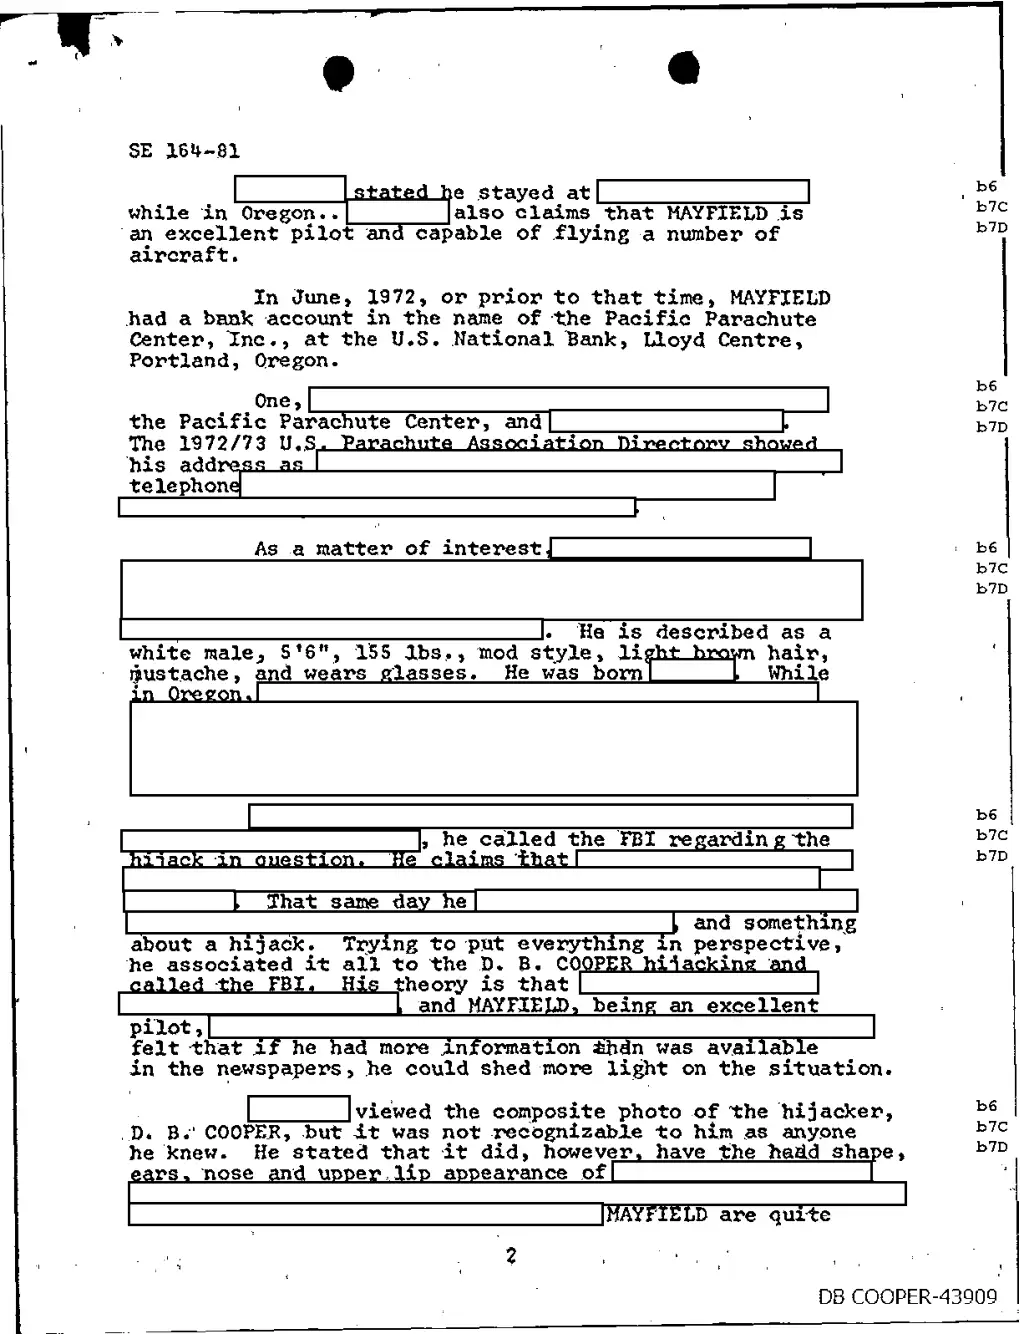 SE 164-81
stated he stayed at
b6
while in Oregon.. also claims that MAYFIELD is
b7C
an excellent pilot and capable of flying a number of
b7D
aircraft.
In June, 1972, or prior to that time, MAYFIELD
had a bank account in the name of the Pacific Parachute
Center, Inc., at the U.S. National Bank, Lloyd Centre,
Portland, Oregon.
b6
One,
b7C
the Pacific Parachute Center, and .
b7D
The 1972/73 U.S. Parachute Association Directory showed
his address as
telephone
.
As a matter of interest,
b6
b7C
b7D
. He is described as a
white male, 5'6", 155 lbs., mod style, light brown hair,
mustache, and wears glasses. He was born . While
in Oregon,
b6
, he called the FBI regarding the
b7C
hijack in question. He claims that
b7D
. That same day he
, and something
about a hijack. Trying to put everything in perspective,
he associated it all to the D. B. COOPER hijacking and
called the FBI. His theory is that
, and MAYFIELD, being an excellent
pilot,
felt that if he had more information than was available
in the newspapers, he could shed more light on the situation.
viewed the composite photo of the hijacker,
b6
D. B. COOPER, but it was not recognizable to him as anyone
b7C
he knew. He stated that it did, however, have the head shape,
b7D
ears, nose and upper lip appearance of
MAYFIELD are quite
2
DB COOPER-43909